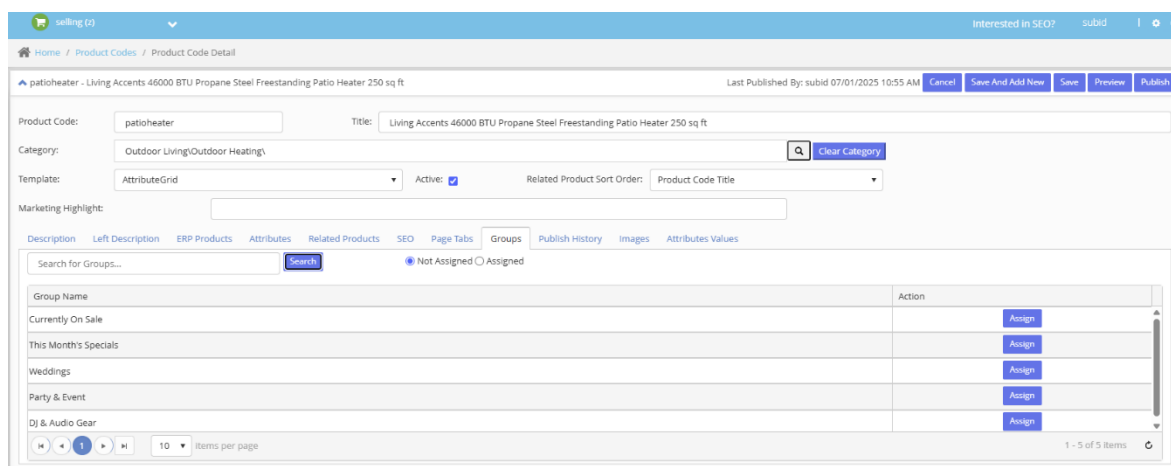 selling (z) Interested in SEO? subid |
Home / Product Codes / Product Code Detail
patioheater - Living Accents 46000 BTU Propane Steel Freestanding Patio Heater 250 sq ft Last Published By: subid 07/01/2025 10:55 AM Cancel Save And Add New Save Preview Publish
Product Code: patioheater Title: Living Accents 46000 BTU Propane Steel Freestanding Patio Heater 250 sq ft
Category: Outdoor Living\Outdoor Heating\ Clear Category
Template: AttributeGrid Active: Related Product Sort Order: Product Code Title
Marketing Highlight:
Description Left Description ERP Products Attributes Related Products SEO Page Tabs Groups Publish History Images Attributes Values
Search for Groups... Search Not Assigned Assigned
Group Name Action
Currently On Sale Assign
This Month's Specials Assign
Weddings Assign
Party & Event Assign
DJ & Audio Gear Assign
1 10 items per page 1 - 5 of 5 items